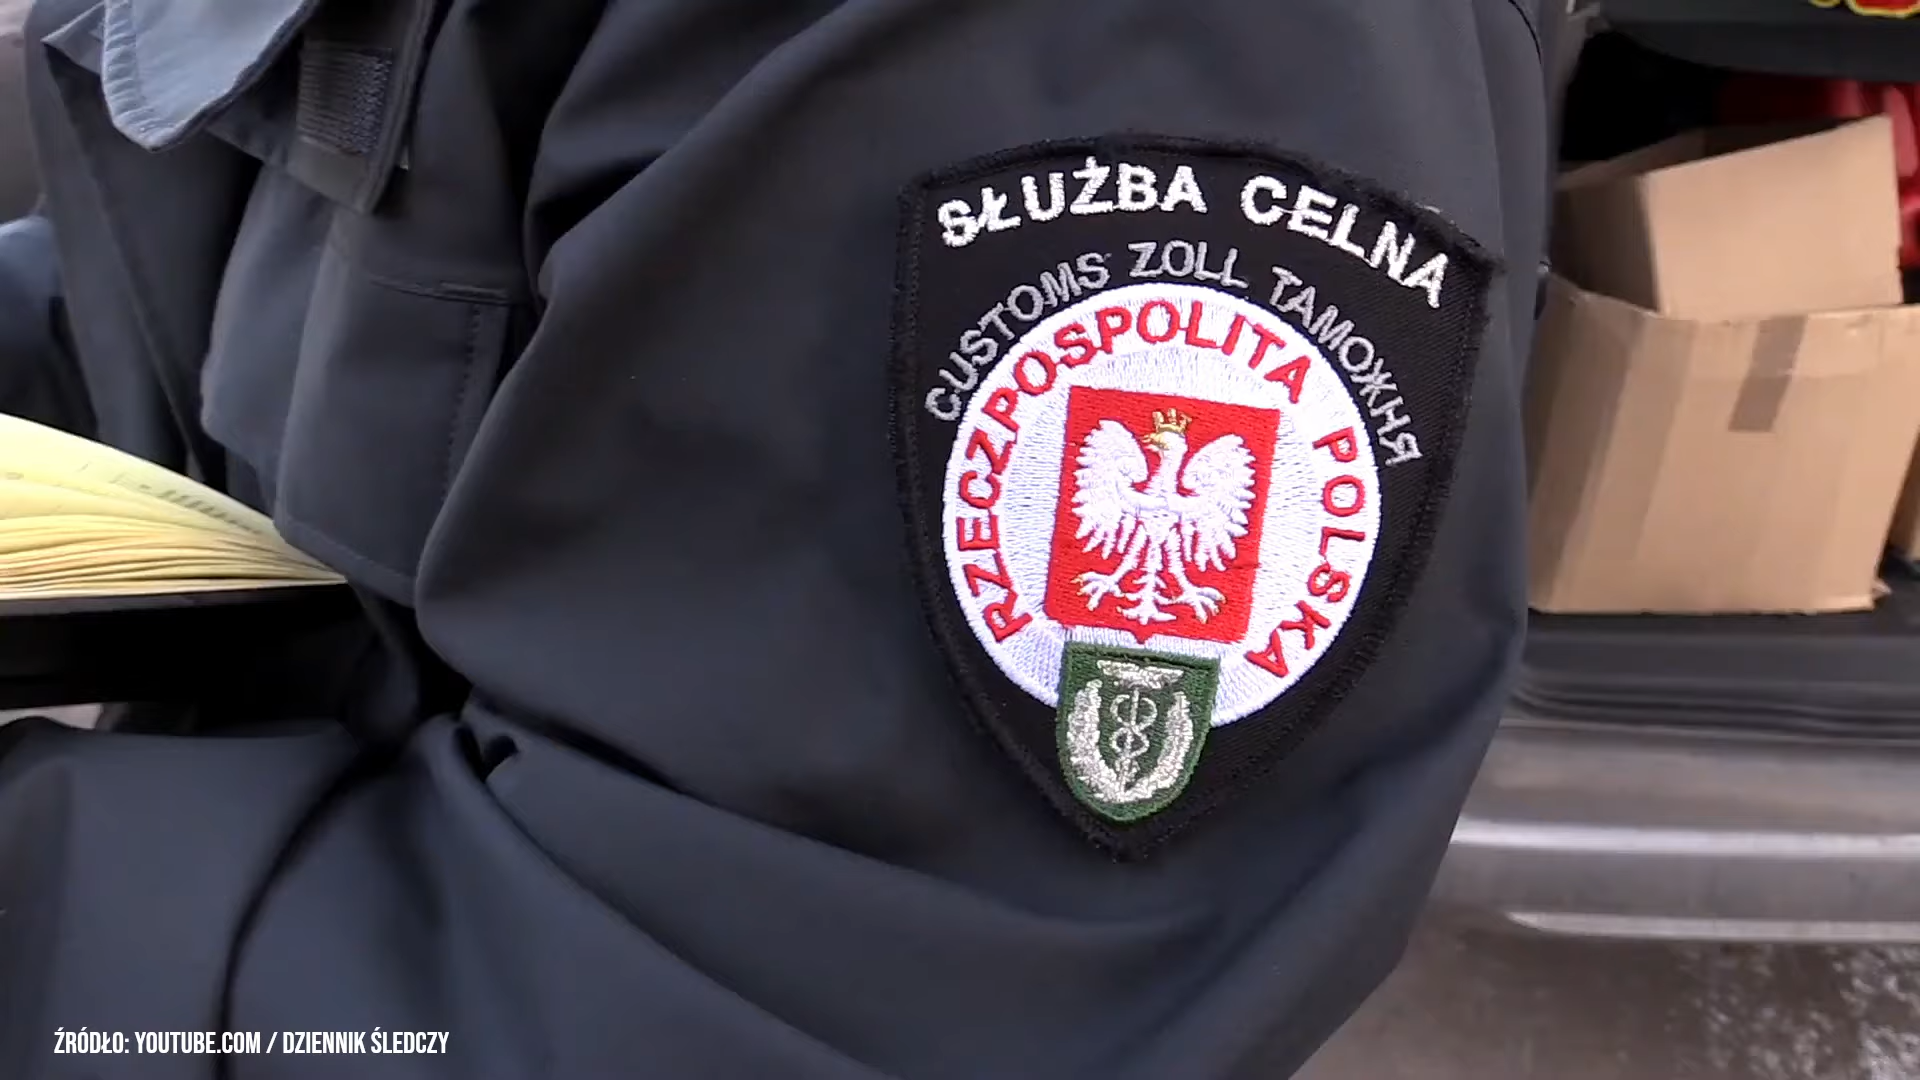 SŁUŻBA CELNA
CUSTOMS ZOLL ТАМОЖНЯ
RZECZPOSPOLITA POLSKA
ŹRÓDŁO: YOUTUBE.COM / DZIENNIK ŚLEDCZY